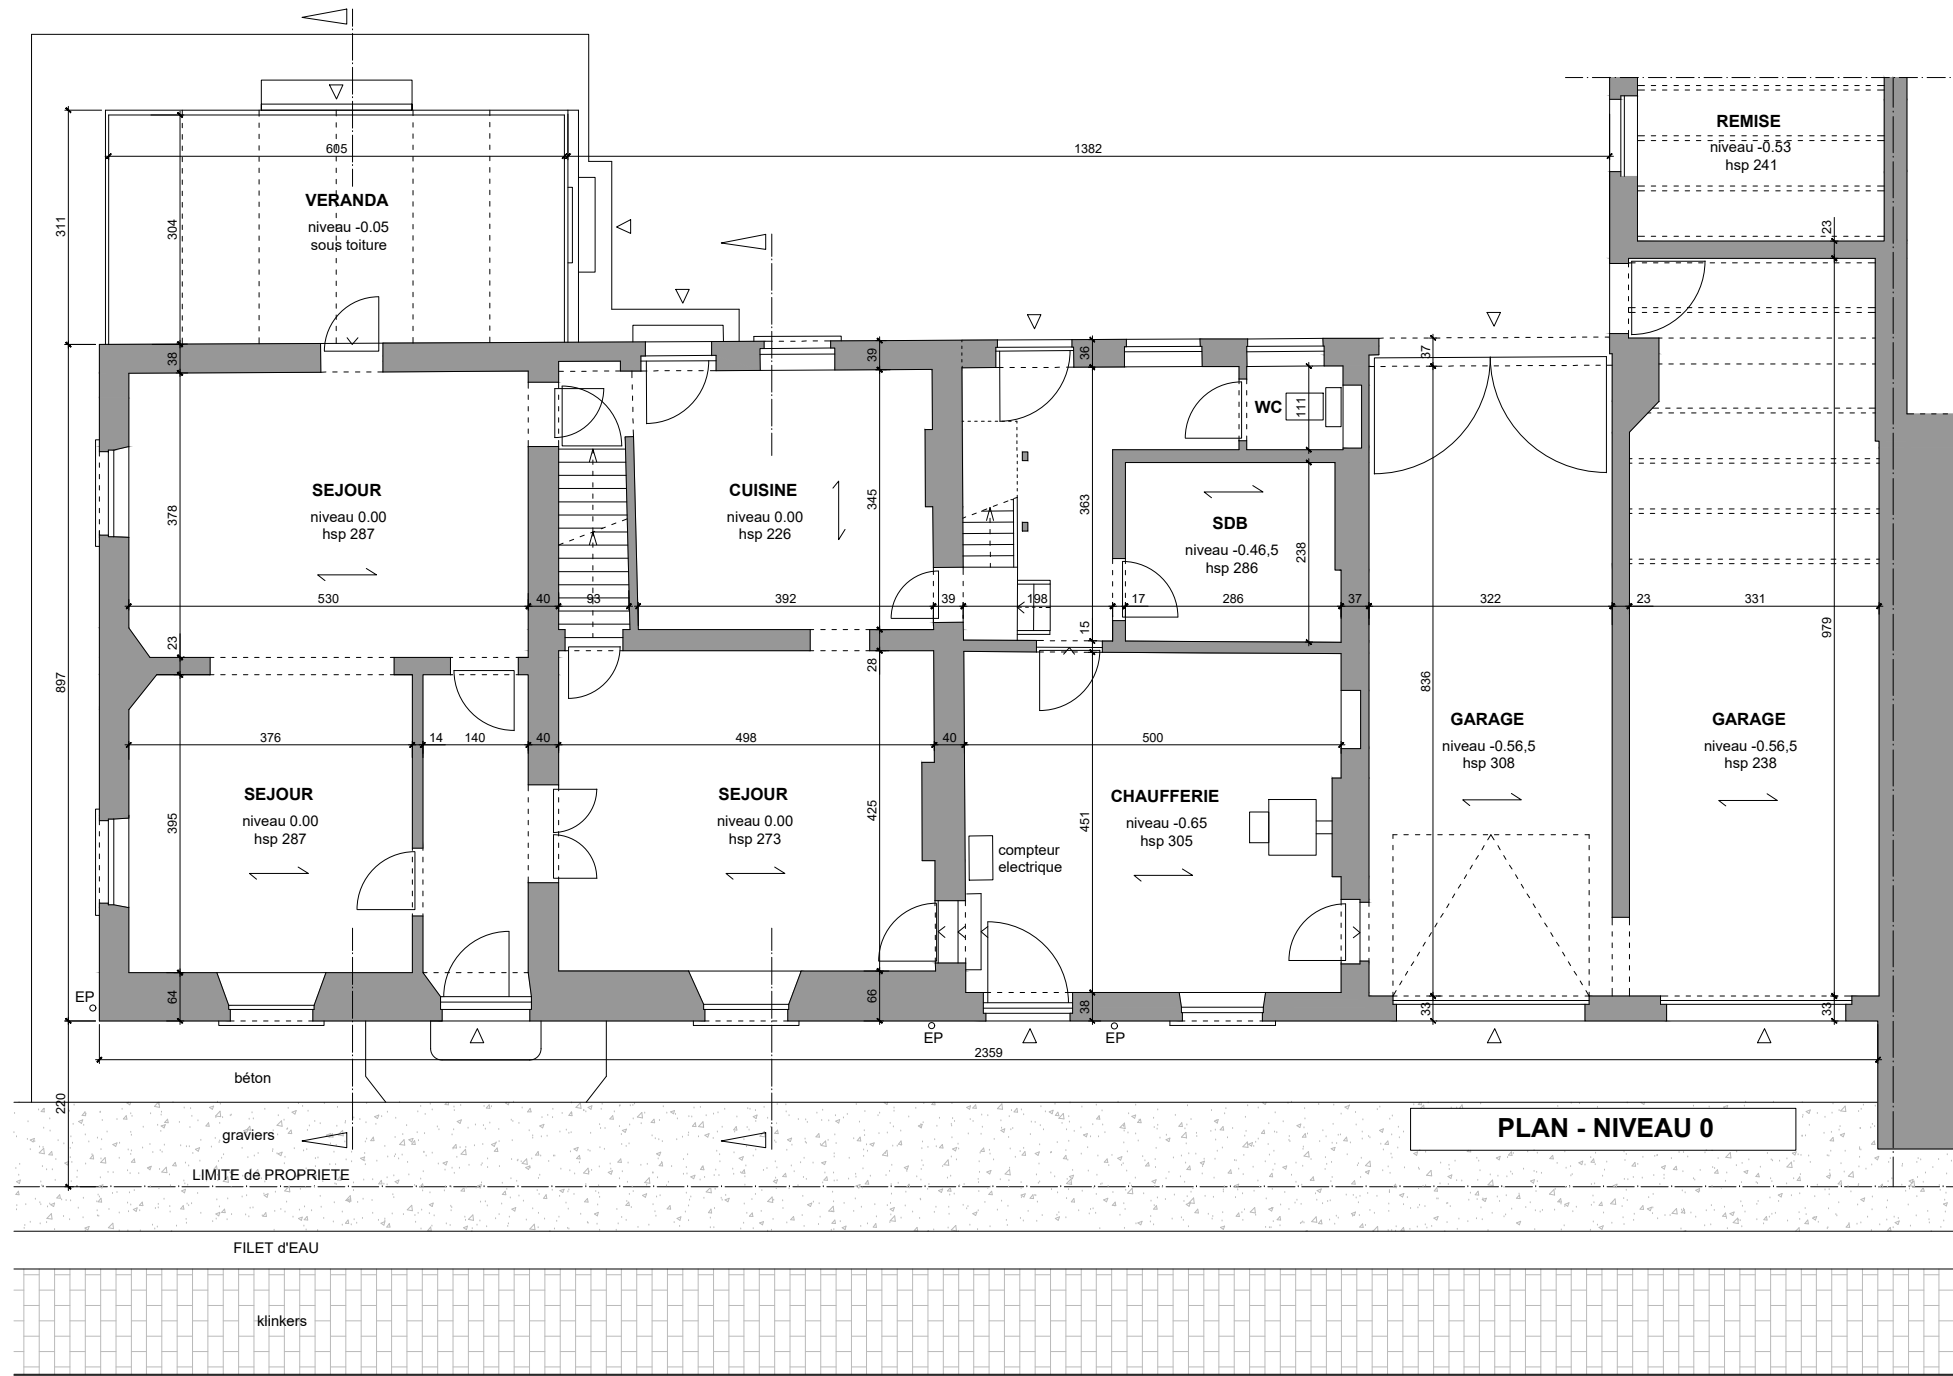 605
1382
311
304
VERANDA
niveau -0.05
sous toiture
REMISE
niveau -0.53
hsp 241
23
38
39
36
37
SEJOUR
niveau 0.00
hsp 287
378
CUISINE
niveau 0.00
hsp 226
345
363
WC
111
SDB
niveau -0.46,5
hsp 286
238
530
40
93
392
39
198
17
286
37
322
23
331
979
23
28
15
897
836
376
14
140
40
498
40
500
SEJOUR
niveau 0.00
hsp 287
395
SEJOUR
niveau 0.00
hsp 273
425
CHAUFFERIE
niveau -0.65
hsp 305
451
compteur
electrique
GARAGE
niveau -0.56,5
hsp 308
GARAGE
niveau -0.56,5
hsp 238
EP
64
66
38
33
33
EP
EP
2359
220
béton
graviers
LIMITE de PROPRIETE
PLAN - NIVEAU 0
FILET d'EAU
klinkers